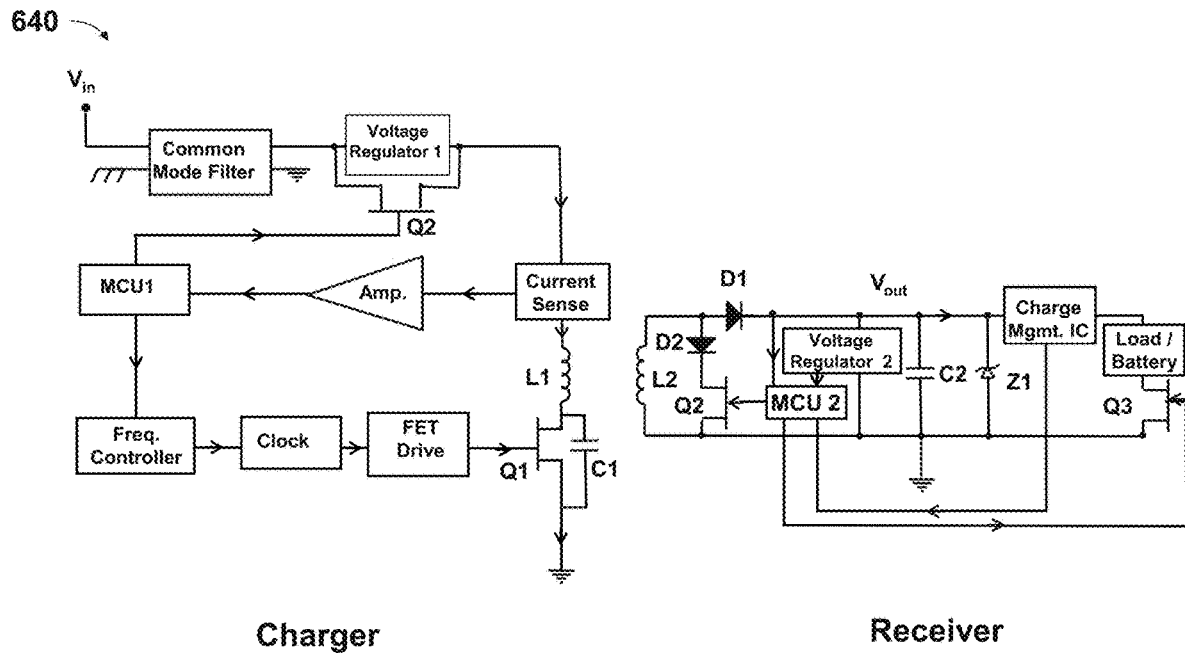 640
Vin
Common
Mode Filter
Voltage
Regulator 1
Q2
MCU1
Amp.
Current
Sense
L1
Freq.
Controller
Clock
FET
Drive
Q1
C1
Charger
D1
Vout
D2
Voltage
Regulator 2
Charge
Mgmt. IC
Load /
Battery
L2
Q2
MCU 2
C2
Z1
Q3
Receiver